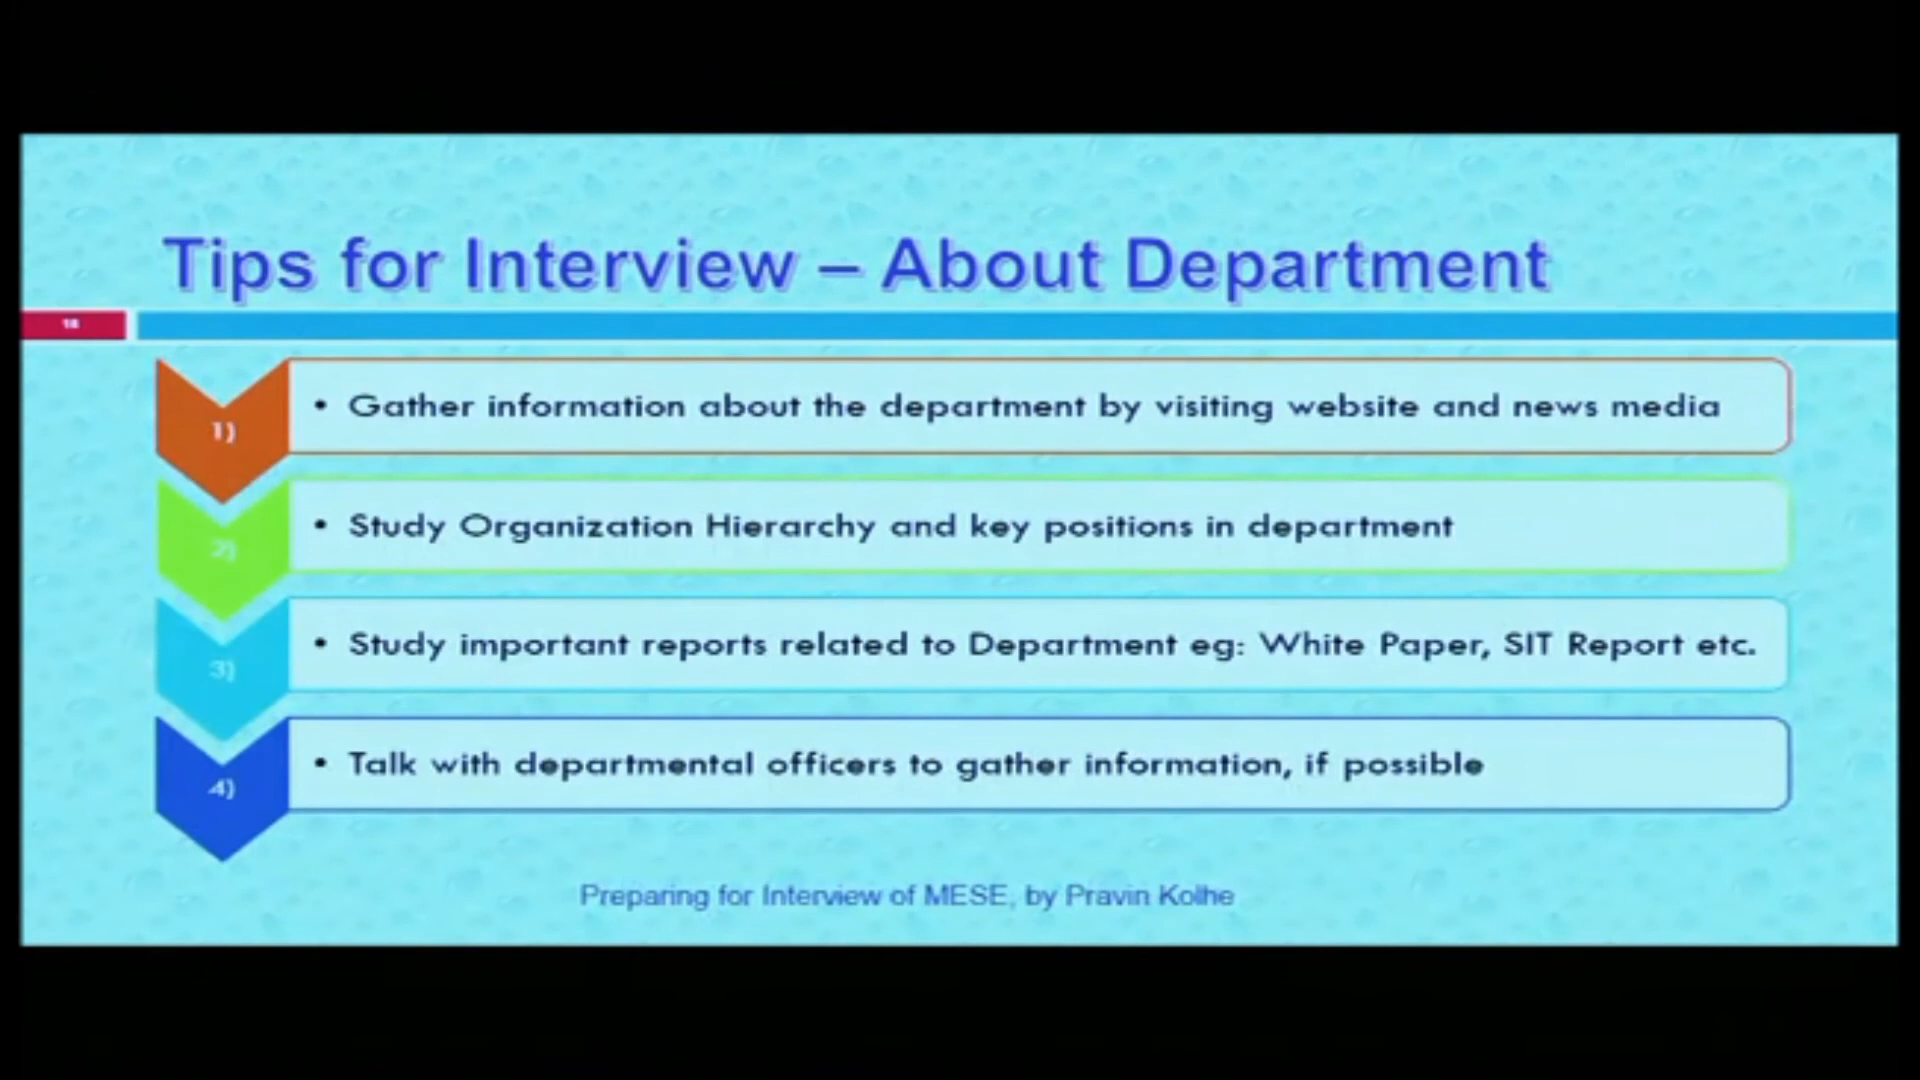 Tips for Interview – About Department
1)
• Gather information about the department by visiting website and news media
2)
• Study Organization Hierarchy and key positions in department
3)
• Study important reports related to Department eg: White Paper, SIT Report etc.
4)
• Talk with departmental officers to gather information, if possible
Preparing for Interview of MESE, by Pravin Kolhe